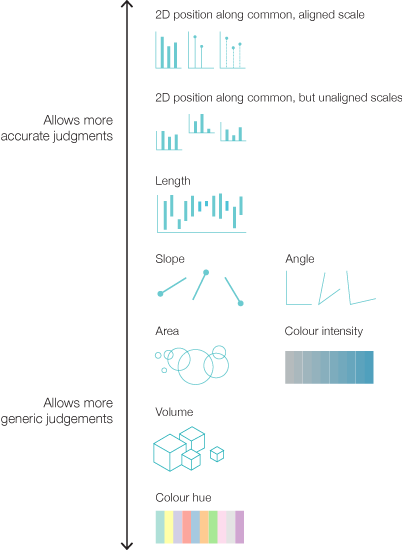 2D position along common, aligned scale
2D position along common, but unaligned scales
Allows more
accurate judgments
Length
Slope
Angle
Area
Colour intensity
Allows more
generic judgements
Volume
Colour hue